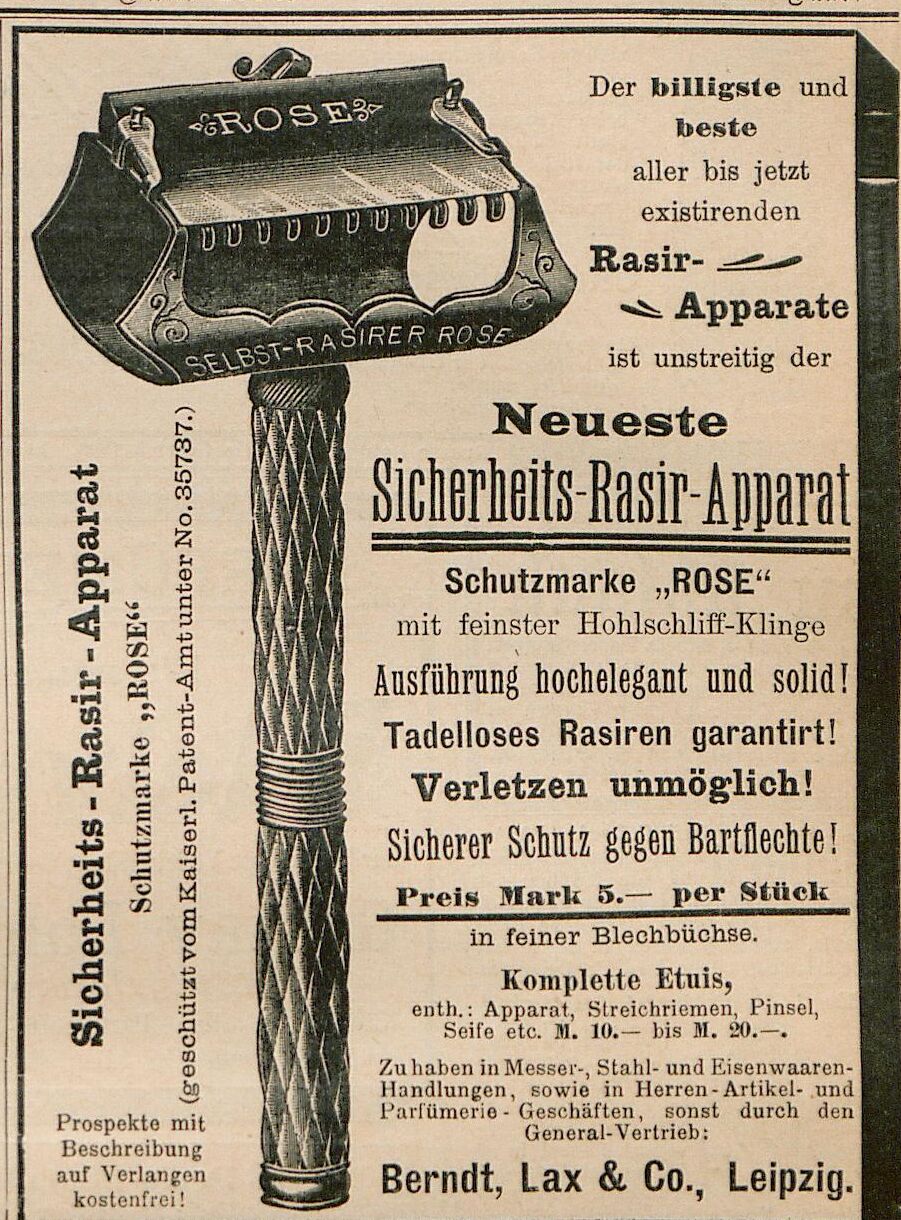 ROSE
SELBST-RASIRER ROSE
Sicherheits-Rasir-Apparat
Schutzmarke „ROSE“
(geschützt vom Kaiserl. Patent-Amt unter No. 35737.)
Prospekte mit
Beschreibung
auf Verlangen
kostenfrei!
Der billigste und
beste
aller bis jetzt
existirenden
Rasir-
Apparate
ist unstreitig der
Neueste
Sicherheits-Rasir-Apparat
Schutzmarke „ROSE“
mit feinster Hohlschliff-Klinge
Ausführung hochelegant und solid!
Tadelloses Rasiren garantirt!
Verletzen unmöglich!
Sicherer Schutz gegen Bartflechte!
Preis Mark 5.— per Stück
in feiner Blechbüchse.
Komplette Etuis,
enth.: Apparat, Streichriemen, Pinsel,
Seife etc. M. 10.— bis M. 20.—.
Zu haben in Messer-, Stahl- und Eisenwaaren-
Handlungen, sowie in Herren-Artikel- und
Parfümerie-Geschäften, sonst durch den
General-Vertrieb:
Berndt, Lax & Co., Leipzig.